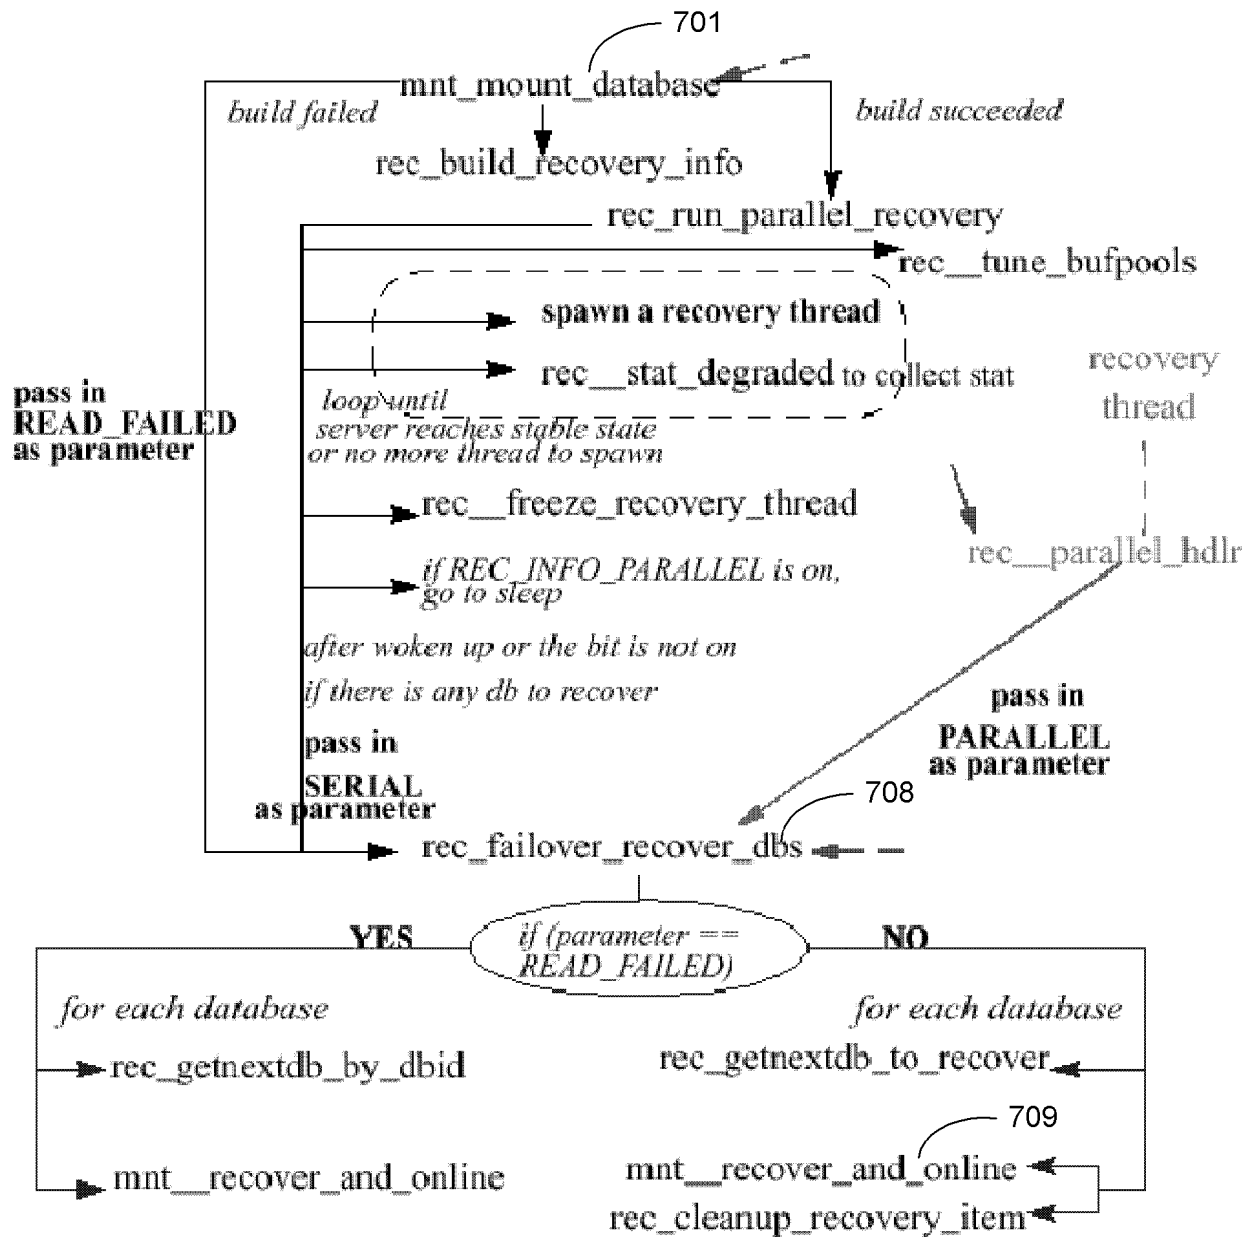 701
mnt_mount_database
build failed
build succeeded
rec_build_recovery_info
rec_run_parallel_recovery
rec__tune_bufpools
spawn a recovery thread
rec__stat_degraded to collect stat
recovery
thread
pass in
READ_FAILED
as parameter
loop until
server reaches stable state
or no more thread to spawn
rec__freeze_recovery_thread
rec__parallel_hdlr
if REC_INFO_PARALLEL is on,
go to sleep
after woken up or the bit is not on
if there is any db to recover
pass in
SERIAL
as parameter
pass in
PARALLEL
as parameter
708
rec_failover_recover_dbs
YES
if (parameter ==
READ_FAILED)
NO
for each database
rec_getnextdb_by_dbid
mnt__recover_and_online
for each database
rec_getnextdb_to_recover
709
mnt__recover_and_online
rec_cleanup_recovery_item